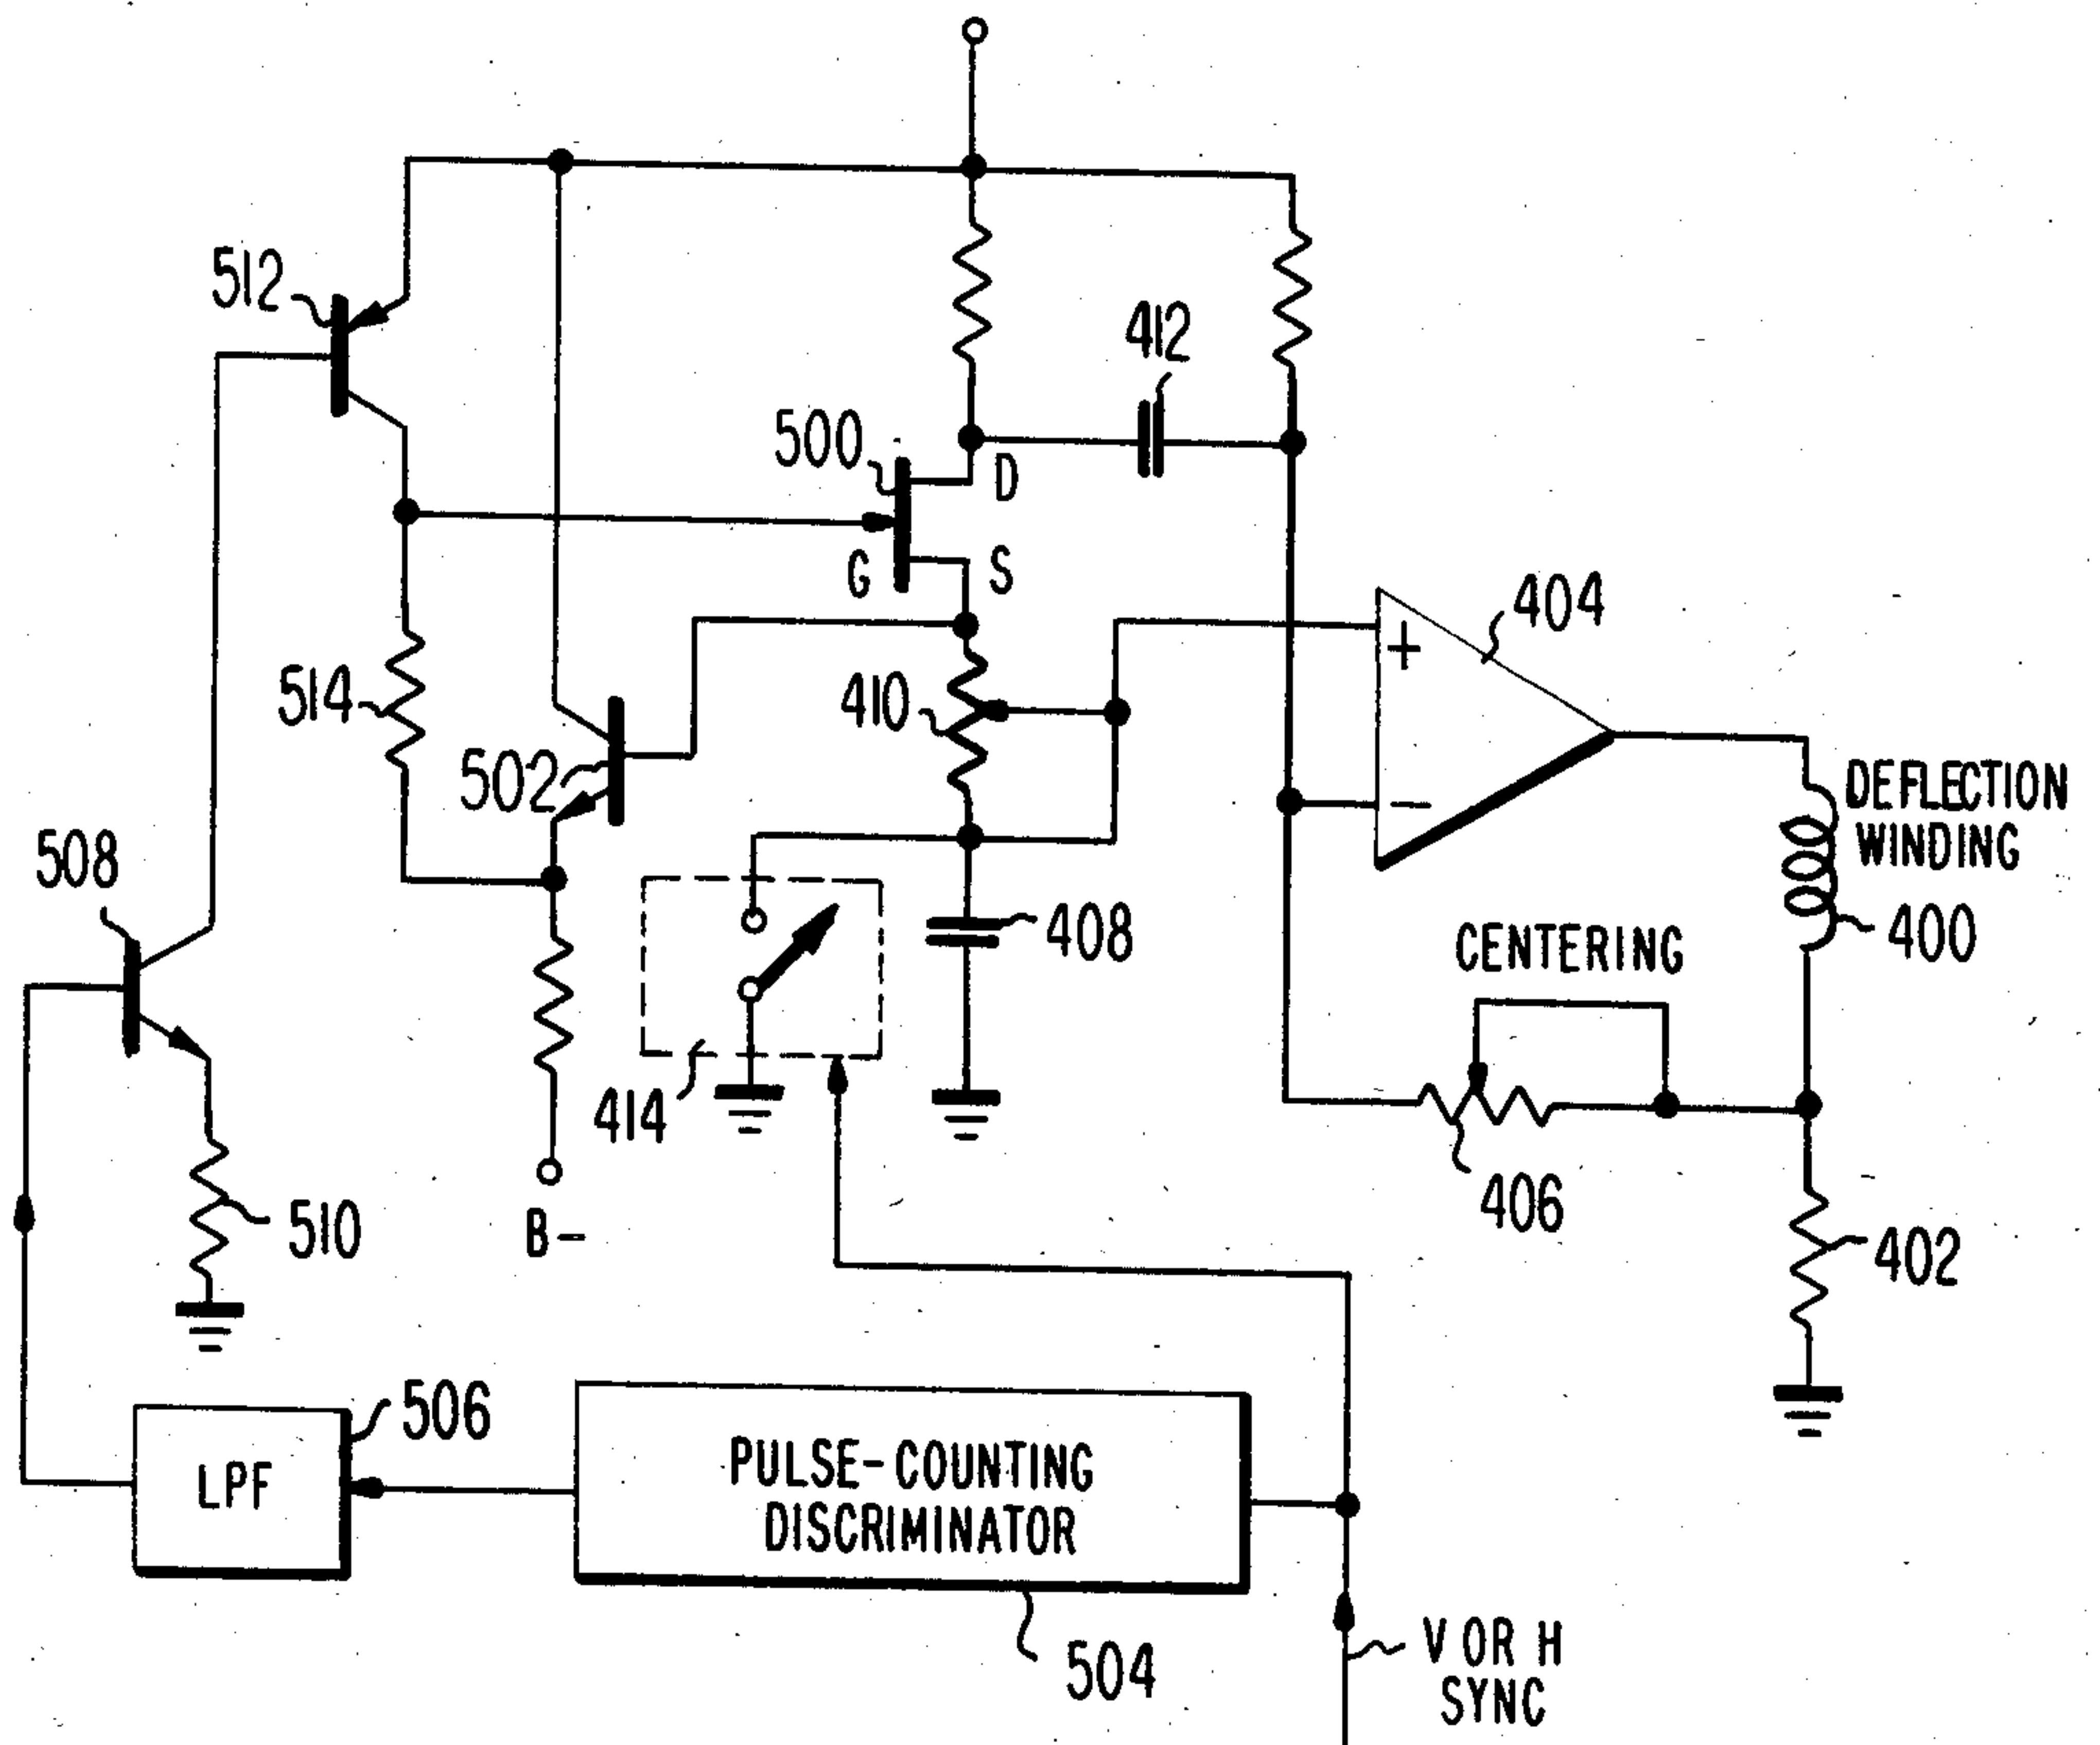 512
412
500
D
G
S
404
514
410
502
DEFLECTION
WINDING
508
+
−
408
400
CENTERING
414
406
510
B-
402
506
LPF
PULSE-COUNTING
DISCRIMINATOR
504
V OR H
SYNC